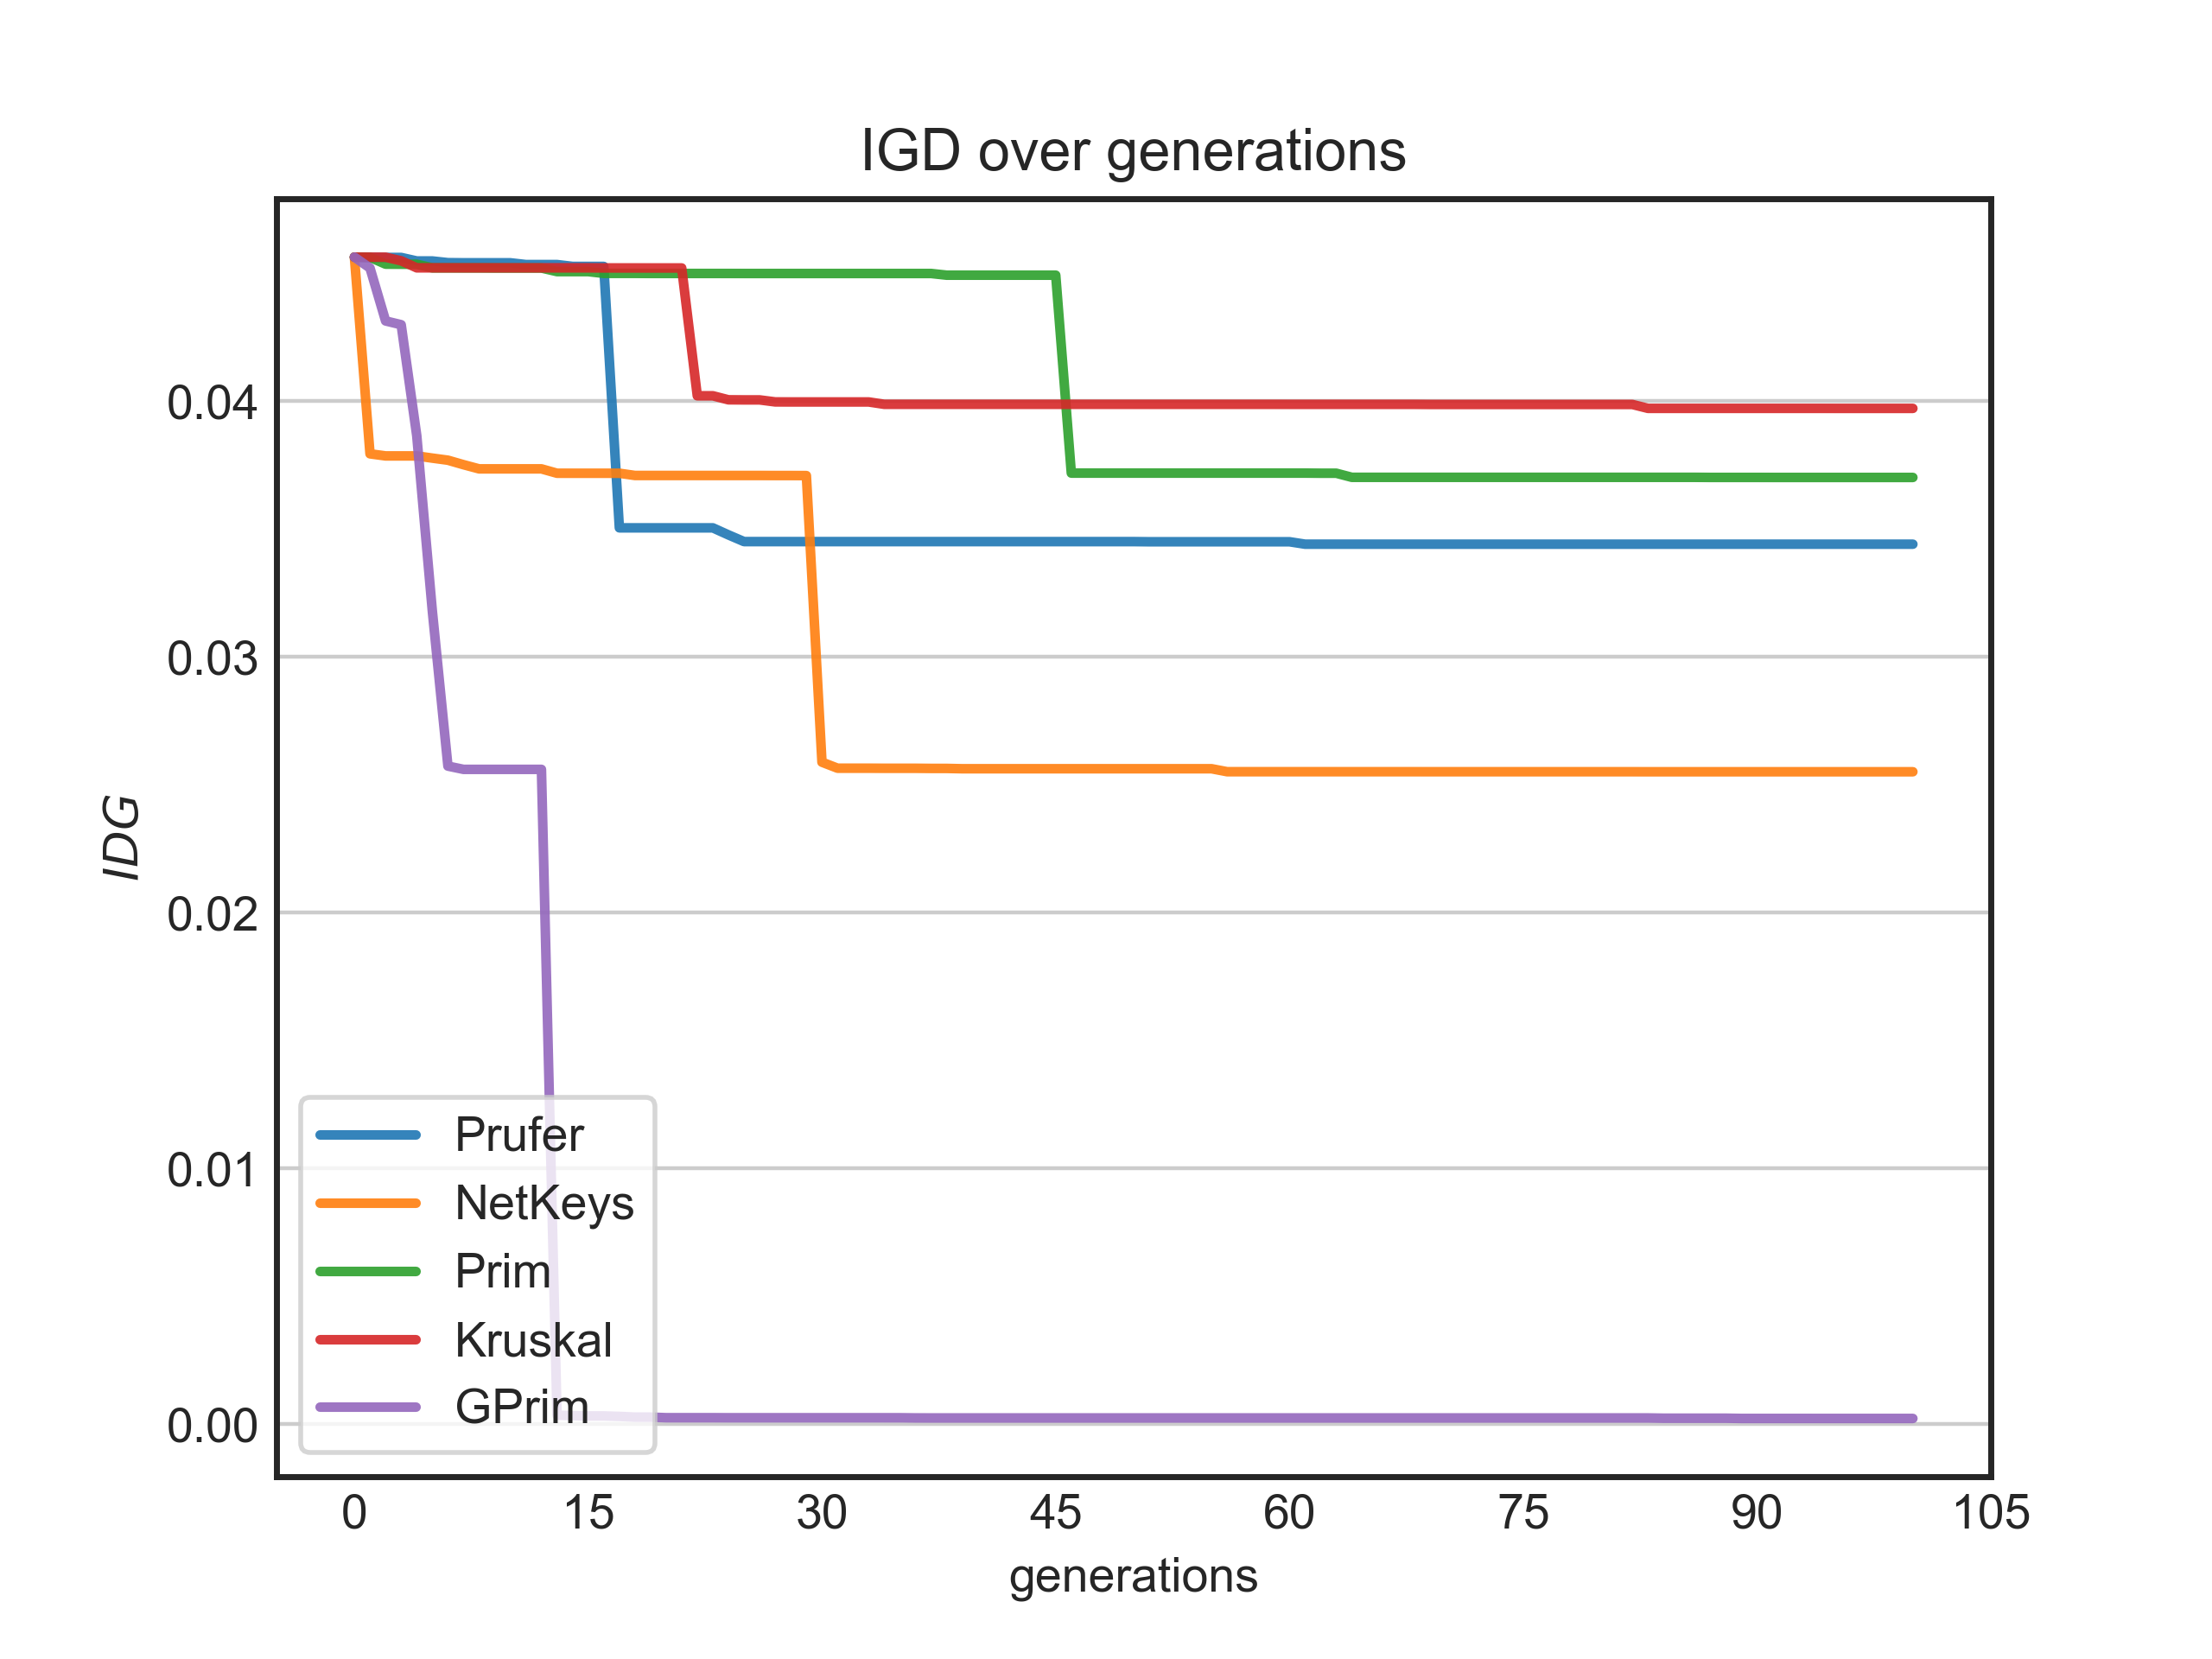 IGD over generations
IDG
0.04
0.03
0.02
0.01
0.00
Prufer
NetKeys
Prim
Kruskal
GPrim
0 15 30 45 60 75 90 105
generations